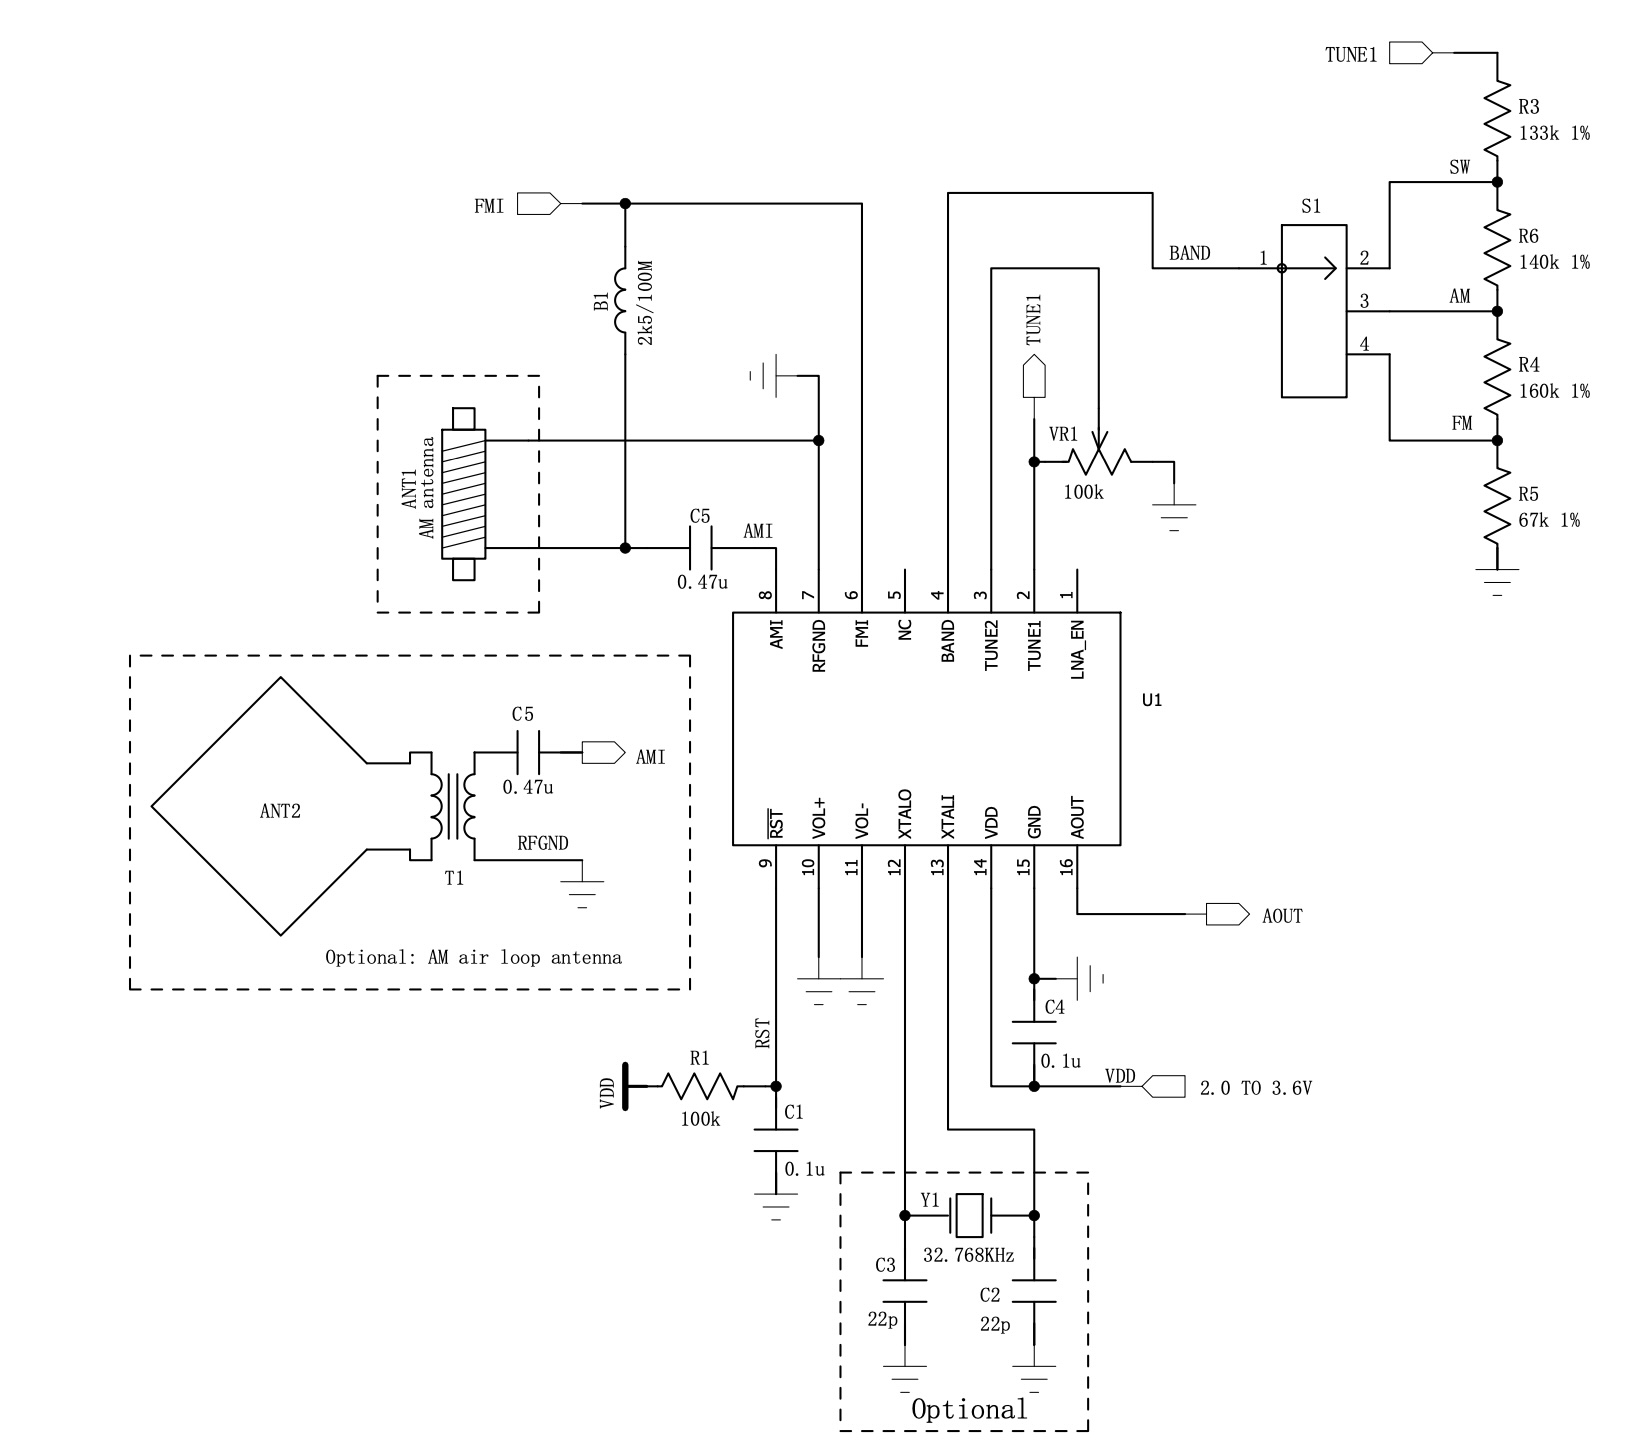 TUNE1
R3
133k 1%
SW
R6
140k 1%
AM
R4
160k 1%
FM
R5
67k 1%
S1
BAND
1
2
3
4
FMI
B1
2k5/100M
TUNE1
VR1
100k
ANT1
AM antenna
C5
AMI
0.47u
8
7
6
5
4
3
2
1
AMI
RFGND
FMI
NC
BAND
TUNE2
TUNE1
LNA_EN
U1
RST
VOL+
VOL-
XTALO
XTALI
VDD
GND
AOUT
9
10
11
12
13
14
15
16
C5
0.47u
AMI
ANT2
RFGND
T1
Optional: AM air loop antenna
AOUT
RST
C4
0.1u
VDD
2.0 TO 3.6V
VDD
R1
100k
C1
0.1u
Y1
32.768KHz
C3
22p
C2
22p
Optional